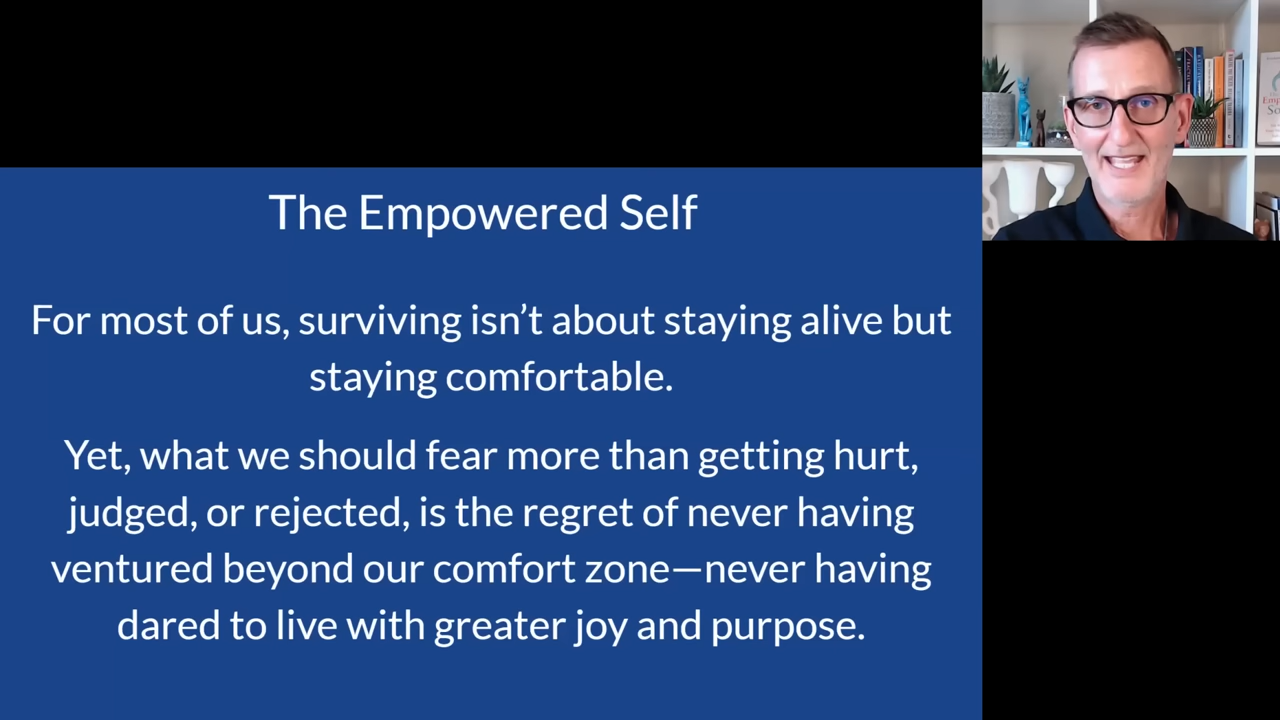 The Empowered Self
For most of us, surviving isn’t about staying alive but
staying comfortable.
Yet, what we should fear more than getting hurt,
judged, or rejected, is the regret of never having
ventured beyond our comfort zone—never having
dared to live with greater joy and purpose.